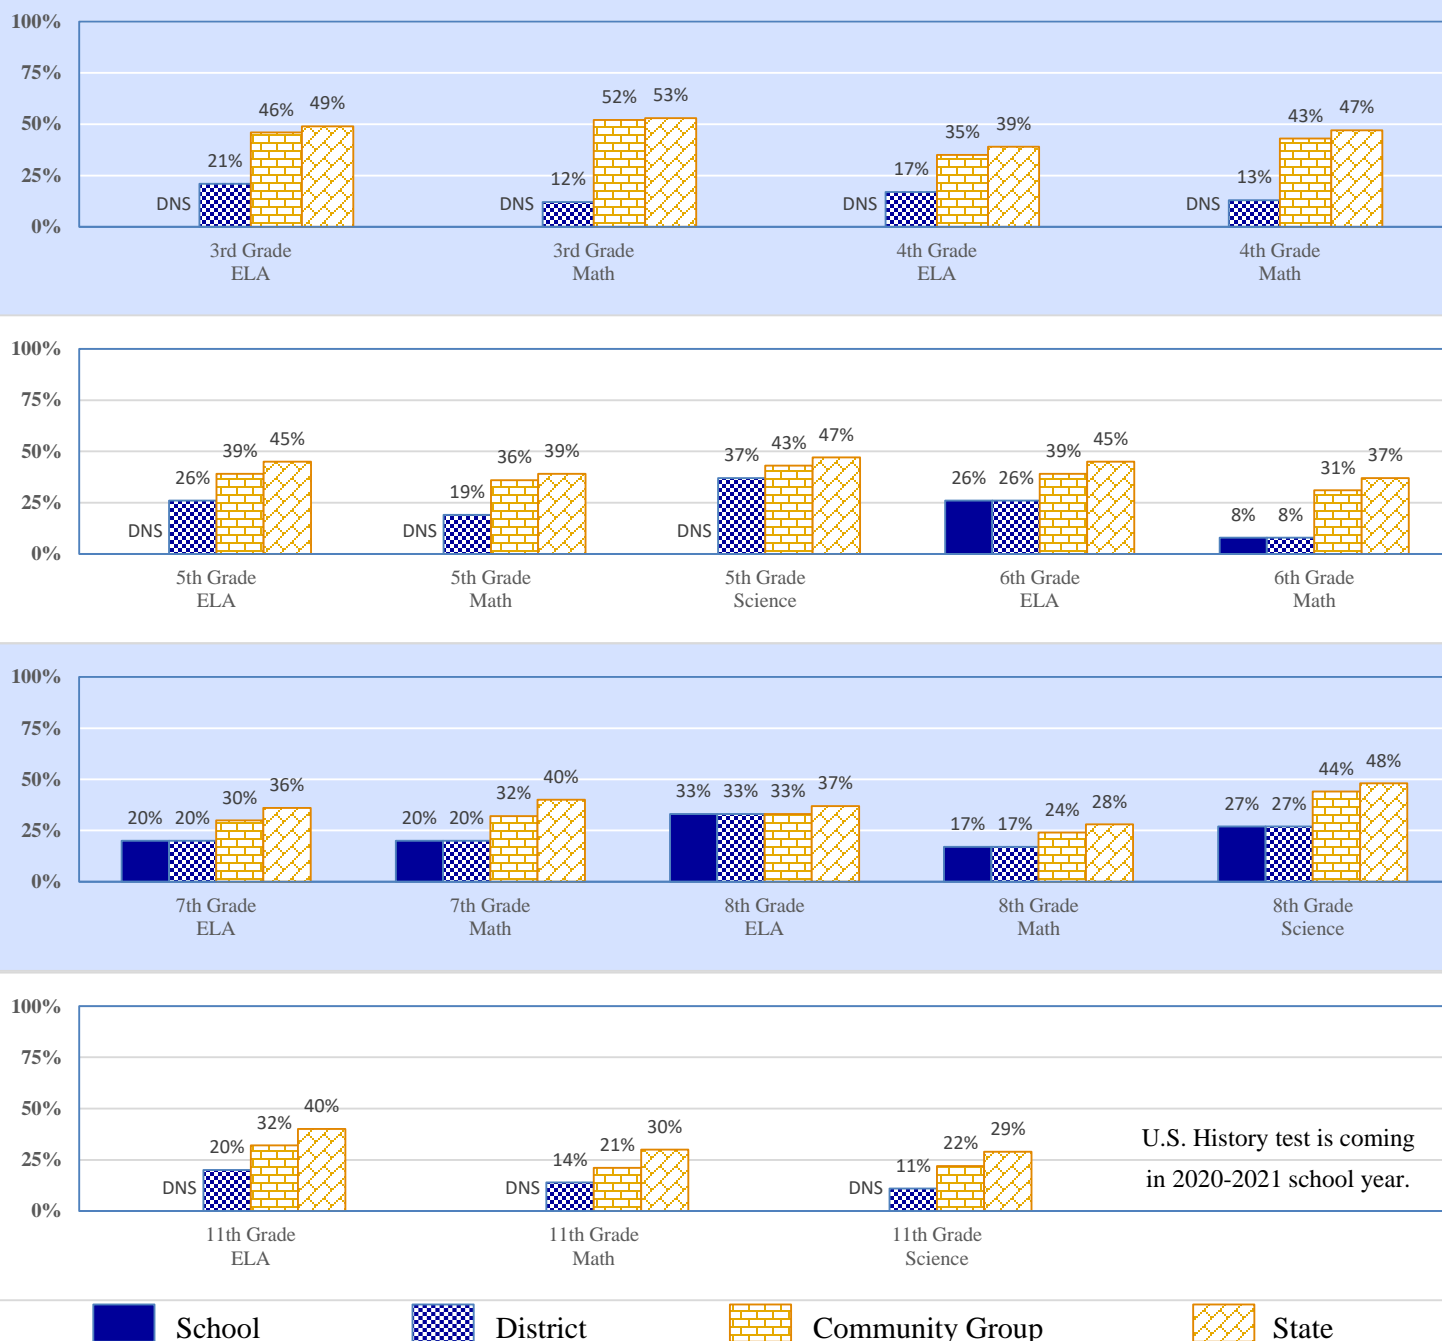 100%
75%
50%
25%
0%
DNS 21% 46% 49%
DNS 12% 52% 53%
DNS 17% 35% 39%
DNS 13% 43% 47%
3rd Grade
ELA
3rd Grade
Math
4th Grade
ELA
4th Grade
Math
100%
75%
50%
25%
0%
DNS 26% 39% 45%
DNS 19% 36% 39%
DNS 37% 43% 47%
26% 26% 39% 45%
8% 8% 31% 37%
5th Grade
ELA
5th Grade
Math
5th Grade
Science
6th Grade
ELA
6th Grade
Math
100%
75%
50%
25%
0%
20% 20% 30% 36%
20% 20% 32% 40%
33% 33% 33% 37%
17% 17% 24% 28%
27% 27% 44% 48%
7th Grade
ELA
7th Grade
Math
8th Grade
ELA
8th Grade
Math
8th Grade
Science
100%
75%
50%
25%
0%
DNS 20% 32% 40%
DNS 14% 21% 30%
DNS 11% 22% 29%
U.S. History test is coming
in 2020-2021 school year.
11th Grade
ELA
11th Grade
Math
11th Grade
Science
School District Community Group State